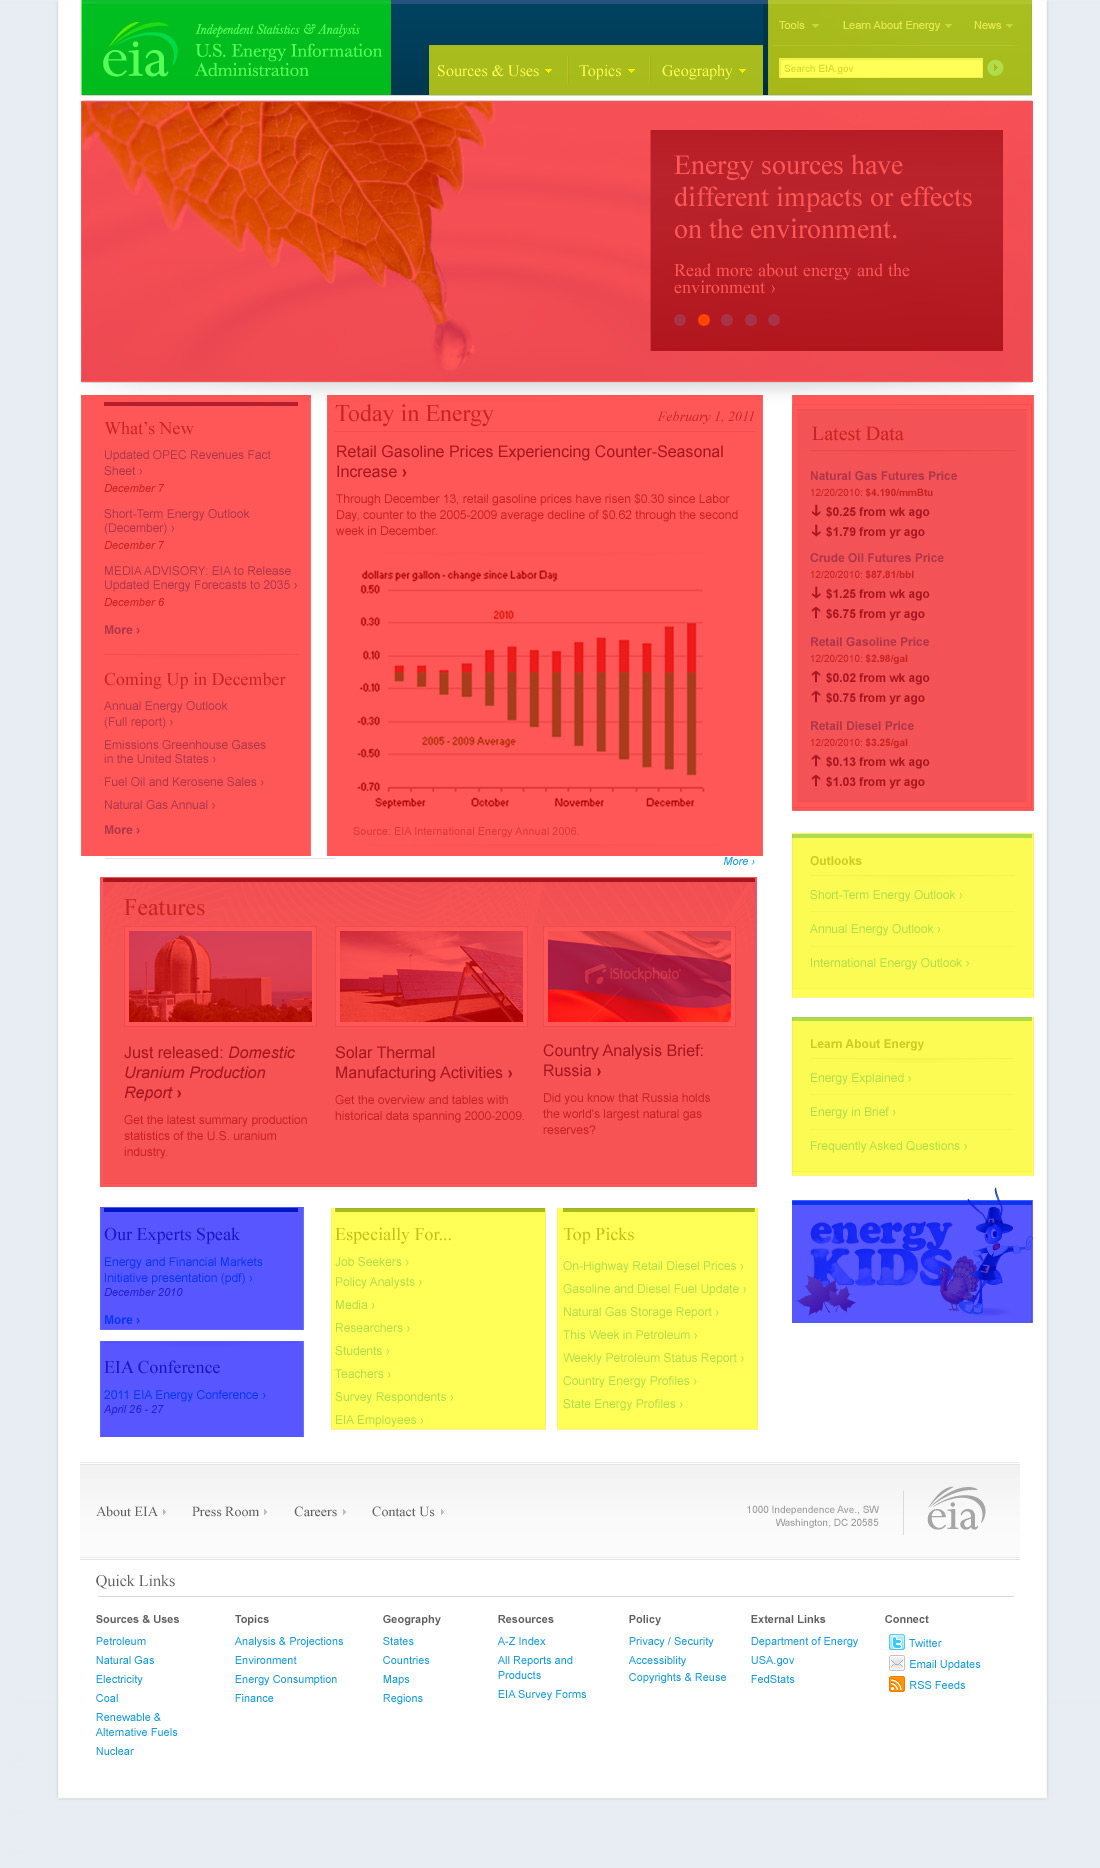 Independent Statistics & Analysis
U.S. Energy Information
Administration
eia
Tools
Learn About Energy
News
Sources & Uses
Topics
Geography
Search EIA.gov
Energy sources have
different impacts or effects
on the environment.
Read more about energy and the
environment ›
What's New
Updated OPEC Revenues Fact
Sheet ›
December 7
Short-Term Energy Outlook
(December) ›
December 7
MEDIA ADVISORY: EIA to Release
Updated Energy Forecasts to 2035 ›
December 6
More ›
Coming Up in December
Annual Energy Outlook
(Full report) ›
Emissions Greenhouse Gases
in the United States ›
Fuel Oil and Kerosene Sales ›
Natural Gas Annual ›
More ›
Today in Energy
February 1, 2011
Retail Gasoline Prices Experiencing Counter-Seasonal
Increase ›
Through December 13, retail gasoline prices have risen $0.30 since Labor
Day, counter to the 2005-2009 average decline of $0.62 through the second
week in December.
dollars per gallon - change since Labor Day
0.50
0.30
0.10
-0.10
-0.30
-0.50
-0.70
2010
2005 - 2009 Average
September
October
November
December
Source: EIA International Energy Annual 2006.
More ›
Latest Data
Natural Gas Futures Price
12/20/2010: $4.190/mmBtu
↓ $0.25 from wk ago
↓ $1.79 from yr ago
Crude Oil Futures Price
12/20/2010: $87.81/bbl
↓ $1.25 from wk ago
↑ $6.75 from yr ago
Retail Gasoline Price
12/20/2010: $2.98/gal
↑ $0.02 from wk ago
↑ $0.75 from yr ago
Retail Diesel Price
12/20/2010: $3.25/gal
↑ $0.13 from wk ago
↑ $1.03 from yr ago
Outlooks
Short-Term Energy Outlook ›
Annual Energy Outlook ›
International Energy Outlook ›
Learn About Energy
Energy Explained ›
Energy in Brief ›
Frequently Asked Questions ›
energy
KIDS
Features
iStockphoto
Just released: Domestic
Uranium Production
Report ›
Get the latest summary production
statistics of the U.S. uranium
industry.
Solar Thermal
Manufacturing Activities ›
Get the overview and tables with
historical data spanning 2000-2009.
Country Analysis Brief:
Russia ›
Did you know that Russia holds
the world's largest natural gas
reserves?
Our Experts Speak
Energy and Financial Markets
Initiative presentation (pdf) ›
December 2010
More ›
EIA Conference
2011 EIA Energy Conference ›
April 26 - 27
Especially For...
Job Seekers ›
Policy Analysts ›
Media ›
Researchers ›
Students ›
Teachers ›
Survey Respondents ›
EIA Employees ›
Top Picks
On-Highway Retail Diesel Prices ›
Gasoline and Diesel Fuel Update ›
Natural Gas Storage Report ›
This Week in Petroleum ›
Weekly Petroleum Status Report ›
Country Energy Profiles ›
State Energy Profiles ›
About EIA
Press Room
Careers
Contact Us
1000 Independence Ave., SW
Washington, DC 20585
eia
Quick Links
Sources & Uses
Petroleum
Natural Gas
Electricity
Coal
Renewable &
Alternative Fuels
Nuclear
Topics
Analysis & Projections
Environment
Energy Consumption
Finance
Geography
States
Countries
Maps
Regions
Resources
A-Z Index
All Reports and
Products
EIA Survey Forms
Policy
Privacy / Security
Accessiblity
Copyrights & Reuse
External Links
Department of Energy
USA.gov
FedStats
Connect
Twitter
Email Updates
RSS Feeds